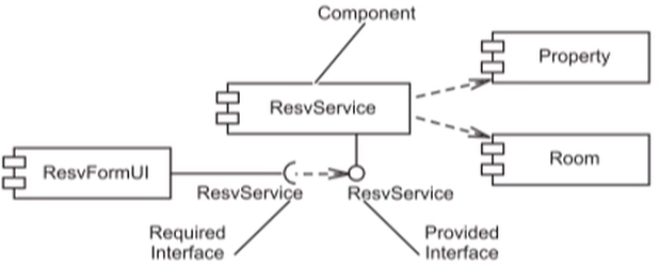 Component
Property
ResvService
Room
ResvFormUI
ResvService
ResvService
Required
Interface
Provided
Interface